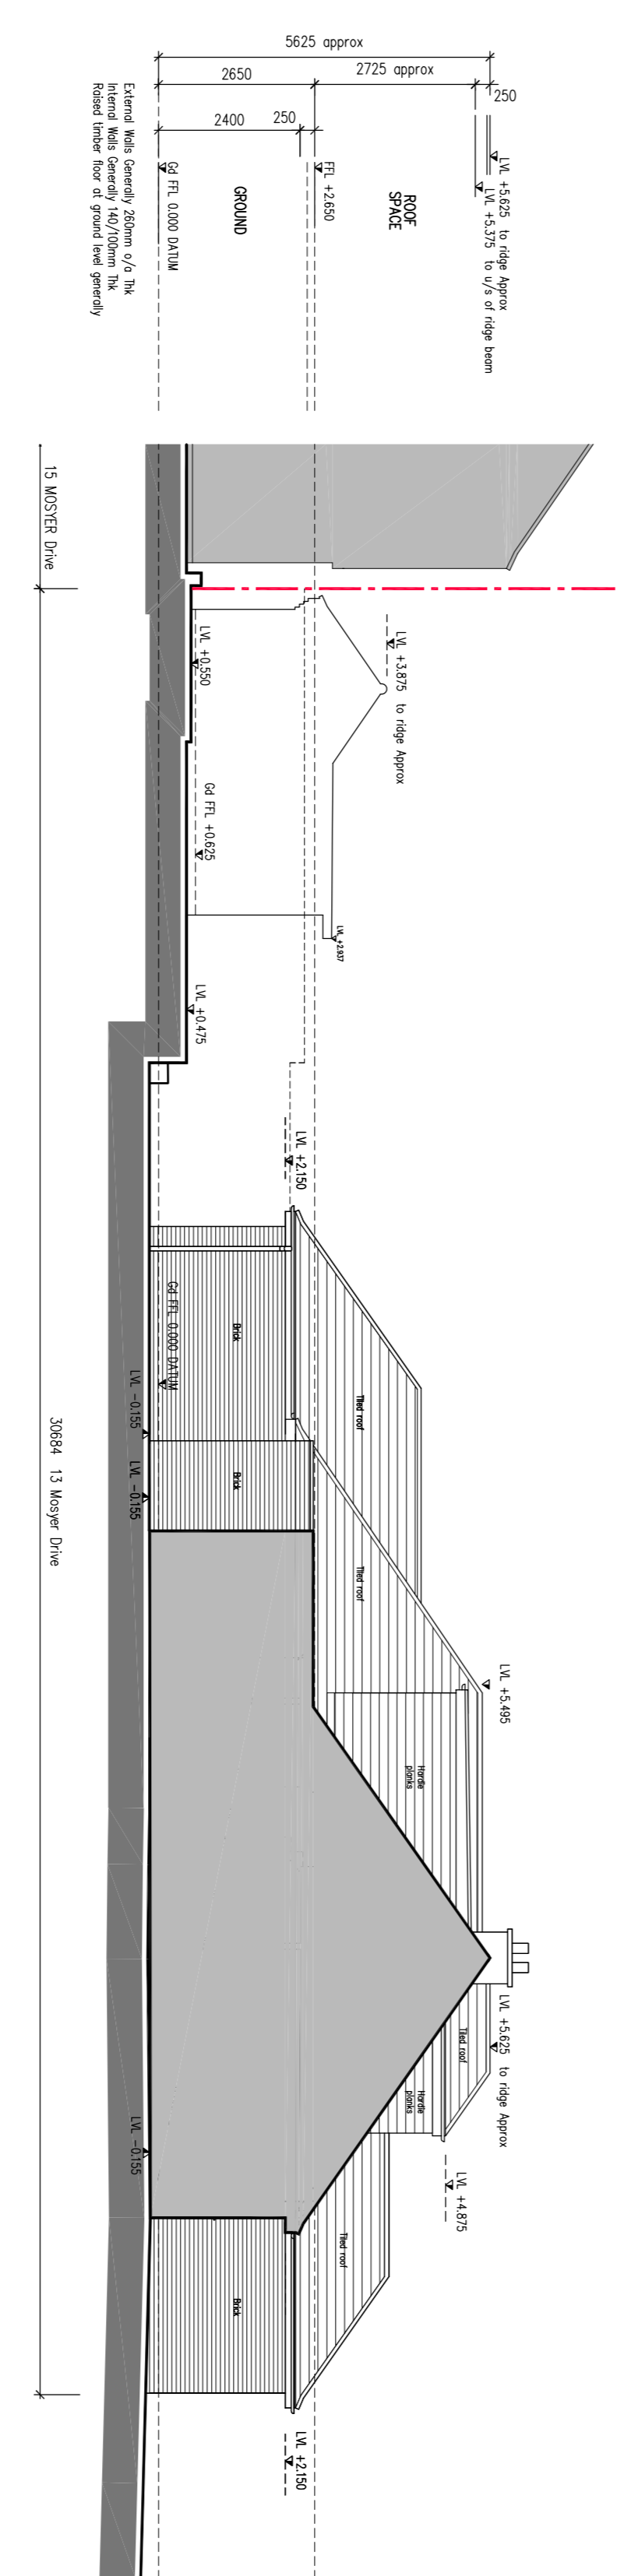 5625 approx
2650
2725 approx
250
2400
250
LVL +5.625 to ridge Approx
LVL +5.375 to u/s of ridge beam
ROOF
SPACE
FFL +2.650
GROUND
Gd FFL 0.000 DATUM
External Walls Generally 260mm o/a Thk
Internal Walls Generally 140/100mm Thk
Raised timber floor at ground level generally
15 MOSYER Drive
LVL +3.875 to ridge Approx
LVL +0.550
Gd FFL +0.625
LVL +2.937
LVL +0.475
LVL +2.150
Gd FFL 0.000 DATUM
Brick
Tiled roof
LVL -0.155
LVL -0.155
Brick
Tiled roof
30684 13 Mosyer Drive
LVL +5.495
Hardie
planks
LVL +5.625 to ridge Approx
Tiled roof
Hardie
planks
LVL +4.875
LVL -0.155
Tiled roof
Brick
LVL +2.150